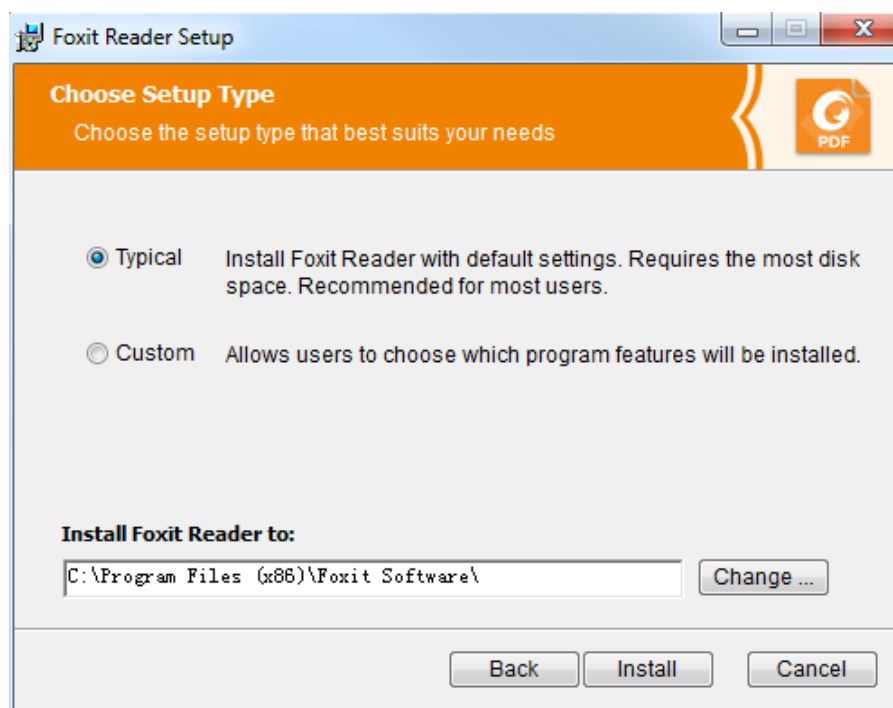 Foxit Reader Setup
Choose Setup Type
Choose the setup type that best suits your needs
PDF
Typical Install Foxit Reader with default settings. Requires the most disk
space. Recommended for most users.
Custom Allows users to choose which program features will be installed.
Install Foxit Reader to:
C:\Program Files (x86)\Foxit Software\
Change ...
Back Install Cancel